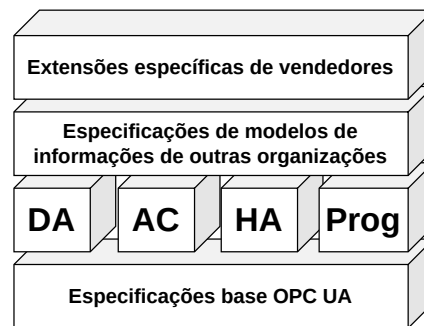 Extensões específicas de vendedores
Especificações de modelos de
informações de outras organizações
DA AC HA Prog
Especificações base OPC UA